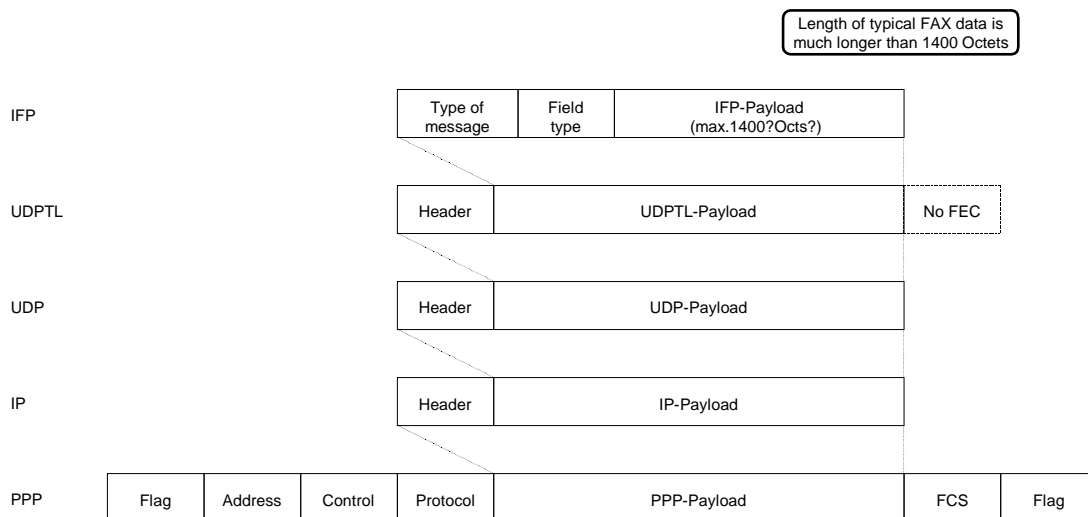 Length of typical FAX data is
much longer than 1400 Octets
IFP
Type of
message
Field
type
IFP-Payload
(max.1400?Octs?)
UDPTL
Header
UDPTL-Payload
No FEC
UDP
Header
UDP-Payload
IP
Header
IP-Payload
PPP
Flag
Address
Control
Protocol
PPP-Payload
FCS
Flag